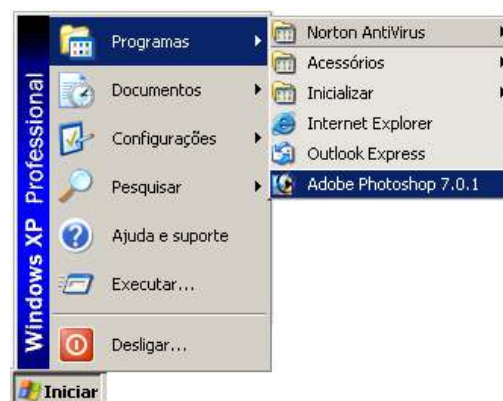 Windows XP Professional
Programas
Documentos
Configurações
Pesquisar
Ajuda e suporte
Executar...
Desligar...
Norton AntiVirus
Acessórios
Inicializar
Internet Explorer
Outlook Express
Adobe Photoshop 7.0.1
Iniciar